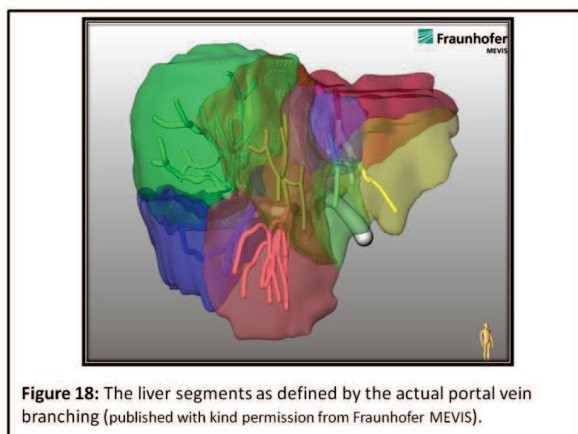 Fraunhofer
MEVIS
Figure 18: The liver segments as defined by the actual portal vein
branching (published with kind permission from Fraunhofer MEVIS).